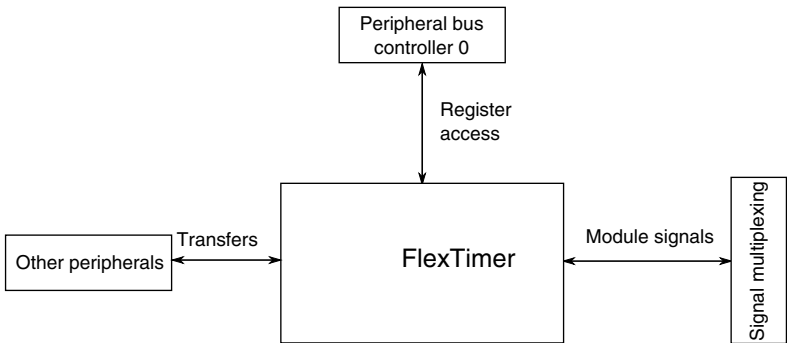 Peripheral bus
controller 0
Register
access
Other peripherals
Transfers
FlexTimer
Module signals
Signal multiplexing